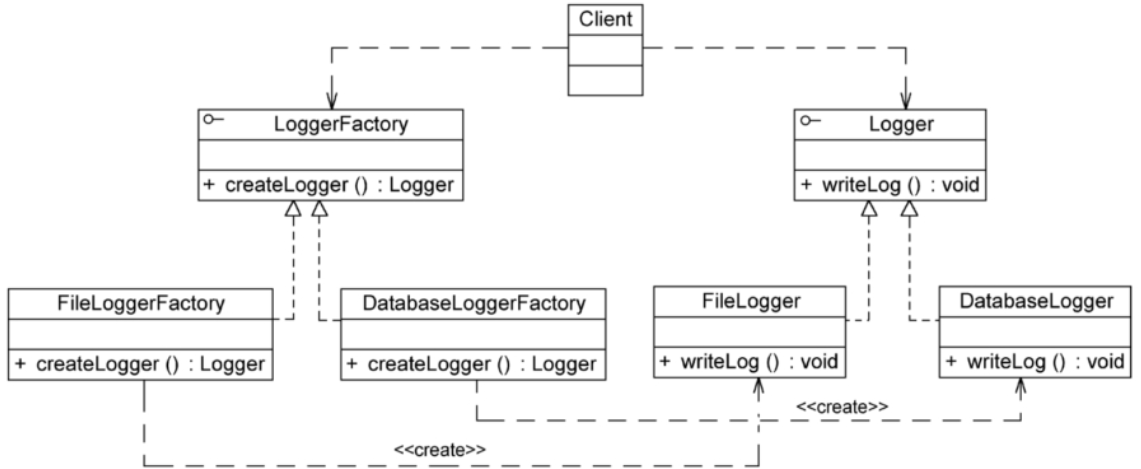 Client
LoggerFactory
+ createLogger () : Logger
Logger
+ writeLog () : void
FileLoggerFactory
+ createLogger () : Logger
DatabaseLoggerFactory
+ createLogger () : Logger
FileLogger
+ writeLog () : void
DatabaseLogger
+ writeLog () : void
<<create>>
<<create>>